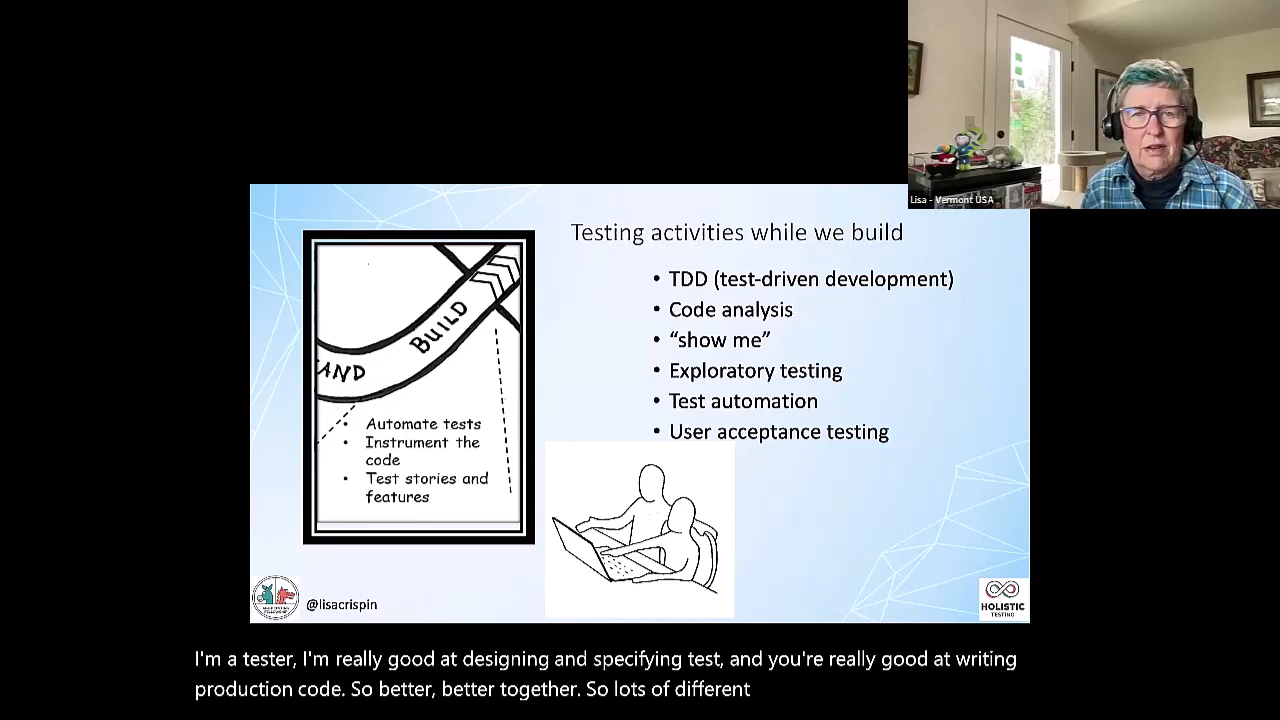 Lisa - Vermont USA
Testing activities while we build
• TDD (test-driven development)
• Code analysis
• “show me”
• Exploratory testing
• Test automation
• User acceptance testing
AND BUILD
• Automate tests
• Instrument the
code
• Test stories and
features
@lisacrispin
HOLISTIC
TESTING
I'm a tester, I'm really good at designing and specifying test, and you're really good at writing
production code. So better, better together. So lots of different